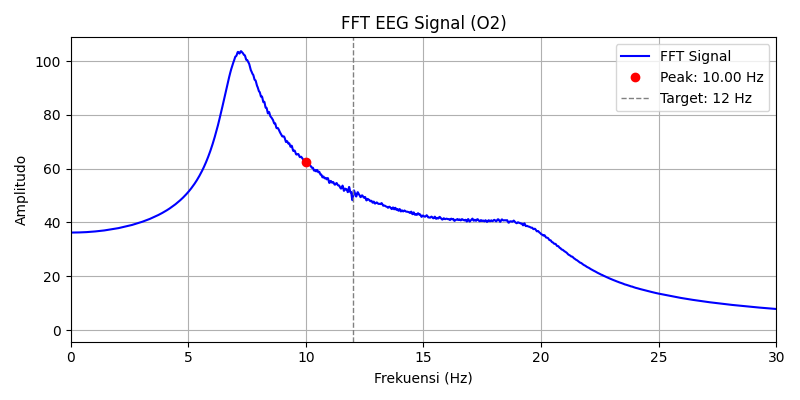 FFT EEG Signal (O2)
FFT Signal
Peak: 10.00 Hz
Target: 12 Hz
Amplitudo
100
80
60
40
20
0
0 5 10 15 20 25 30
Frekuensi (Hz)